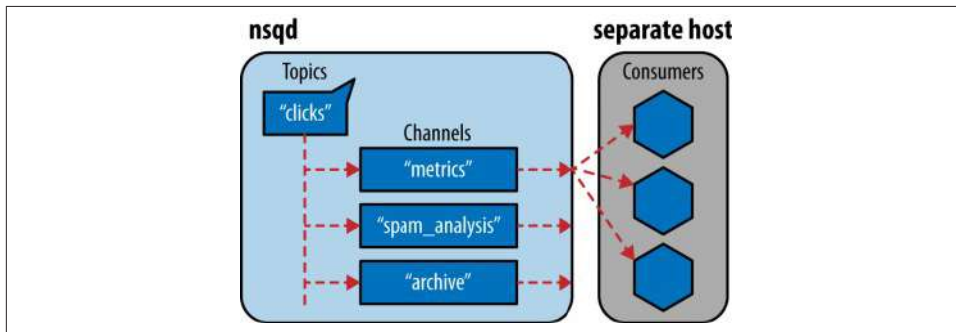 nsqd
separate host
Topics
Consumers
“clicks”
Channels
“metrics”
“spam_analysis”
“archive”